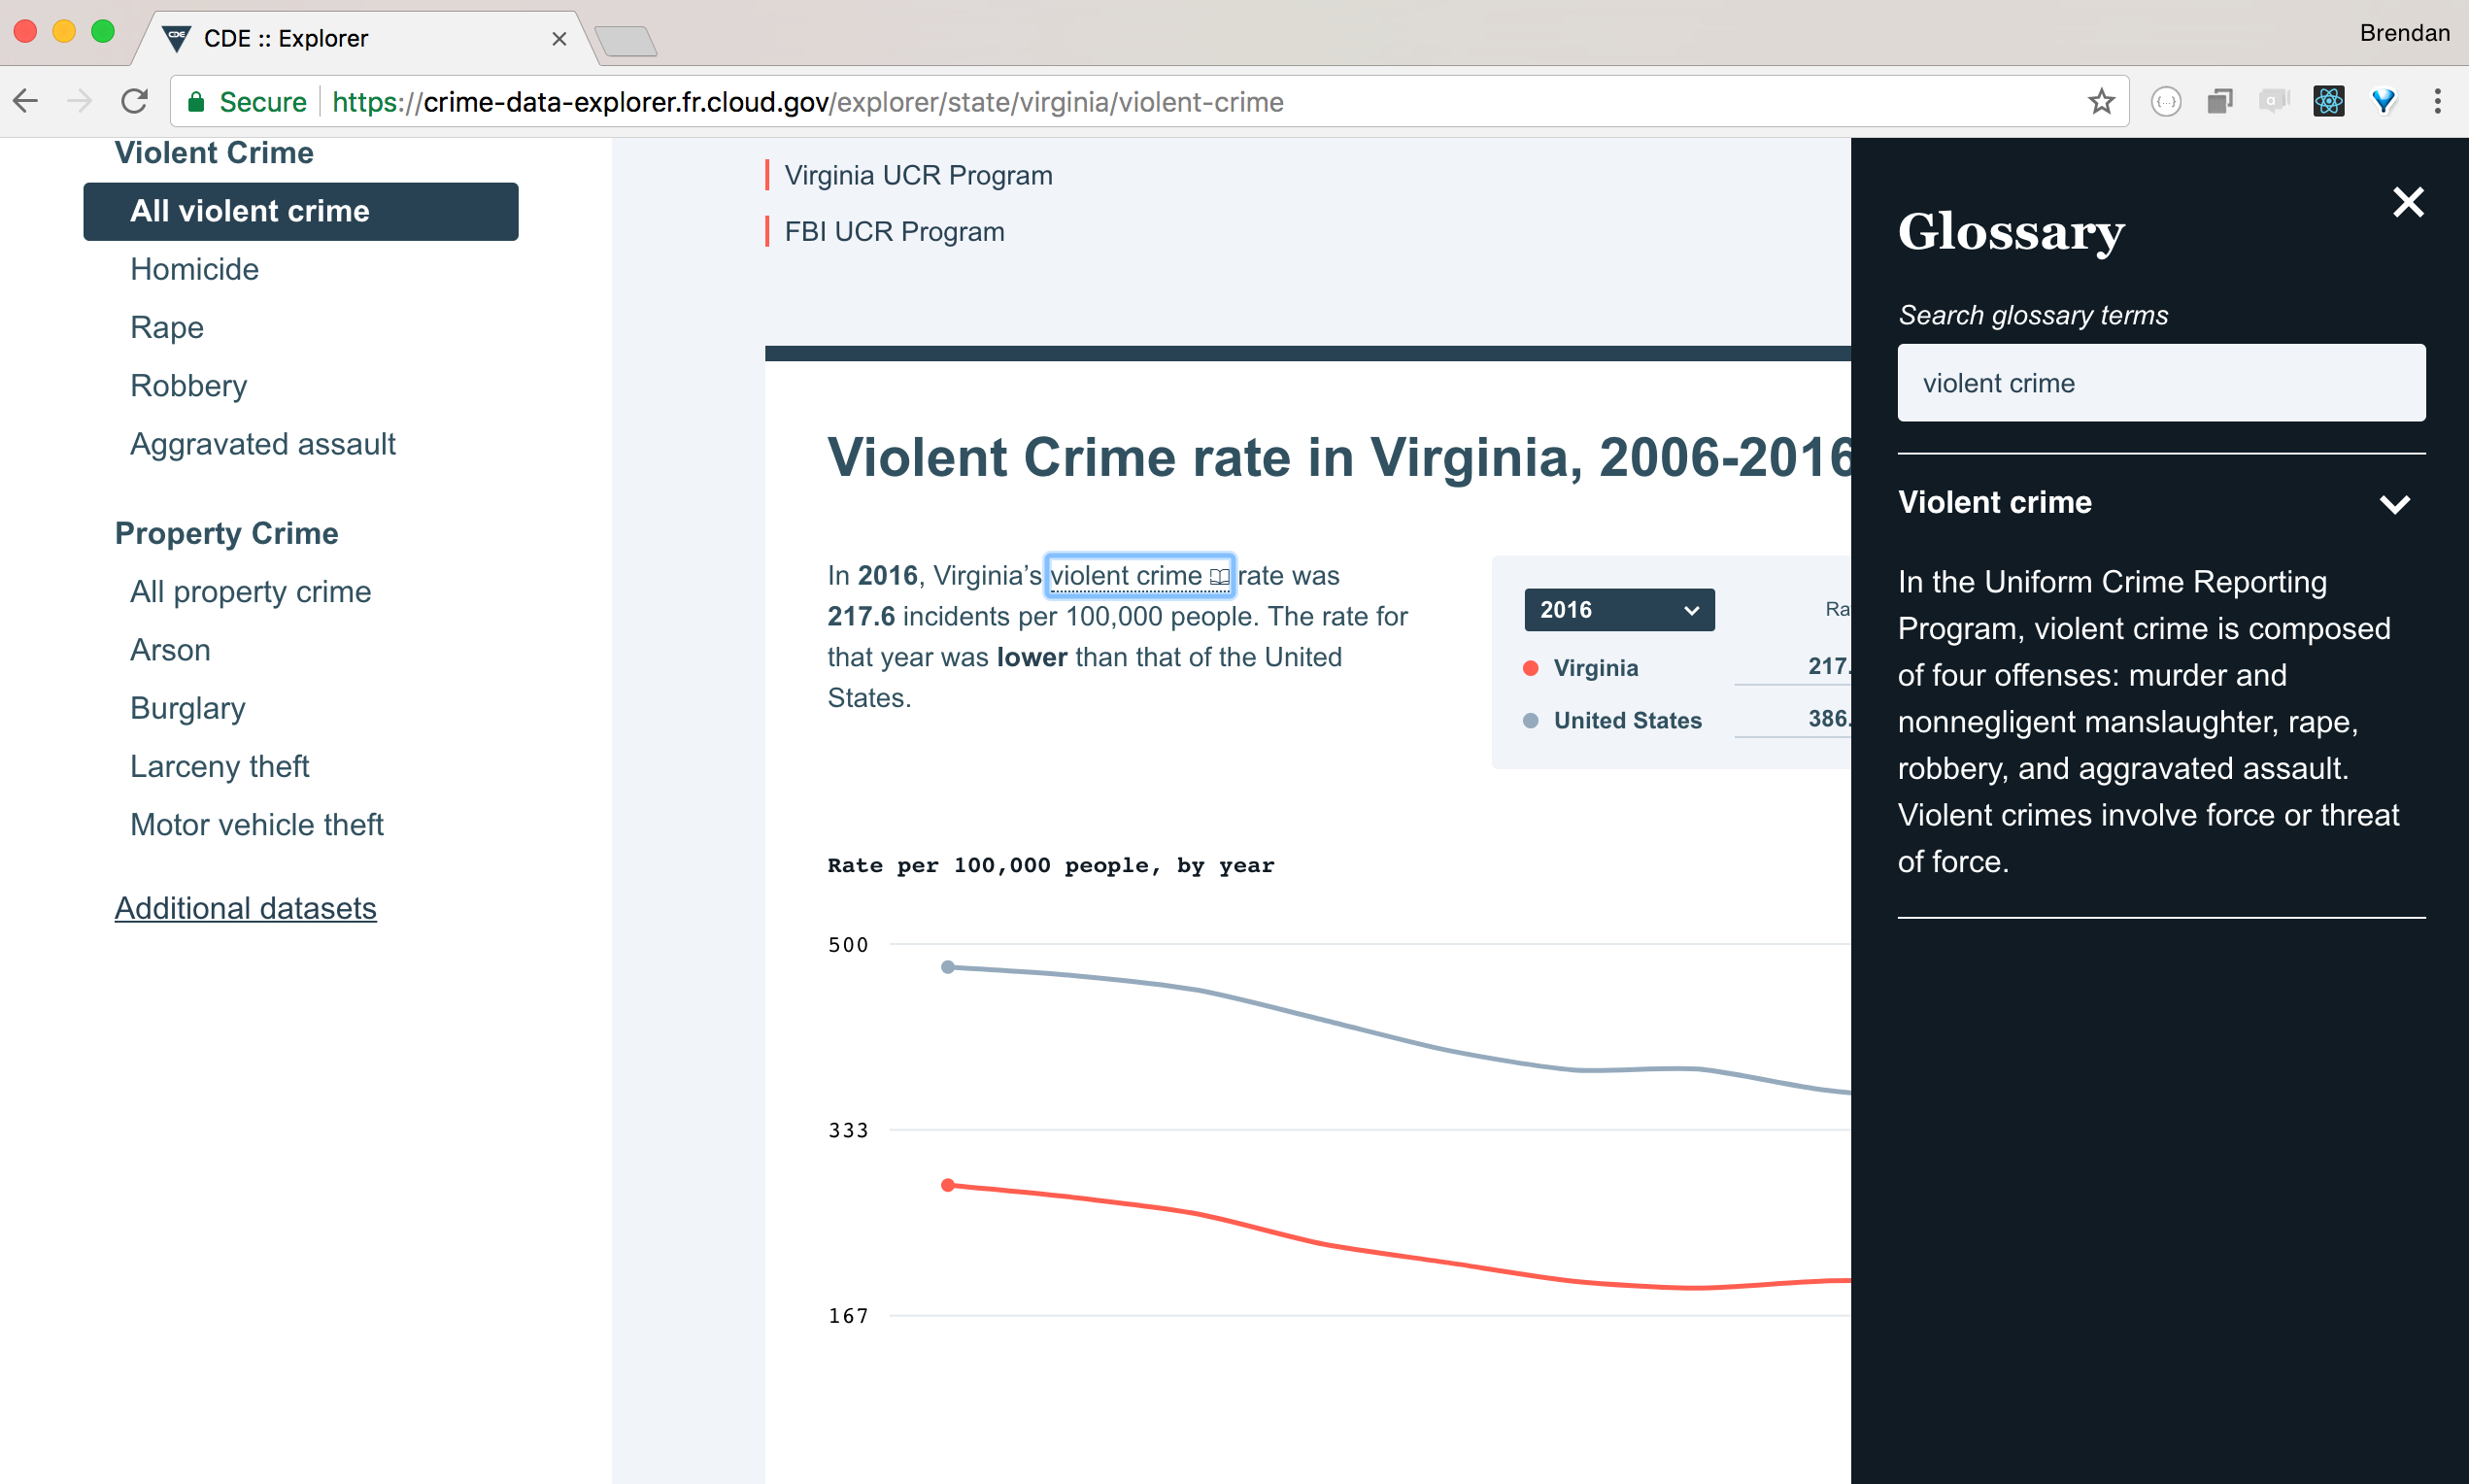 CDE :: Explorer
Brendan
Secure
https://crime-data-explorer.fr.cloud.gov/explorer/state/virginia/violent-crime
Violent Crime
All violent crime
Homicide
Rape
Robbery
Aggravated assault
Property Crime
All property crime
Arson
Burglary
Larceny theft
Motor vehicle theft
Additional datasets
Virginia UCR Program
FBI UCR Program
Violent Crime rate in Virginia, 2006-2016
In 2016, Virginia’s violent crime rate was
217.6 incidents per 100,000 people. The rate for
that year was lower than that of the United
States.
2016
Virginia 217.
United States 386.
Rate per 100,000 people, by year
500
333
167
Glossary
Search glossary terms
violent crime
Violent crime
In the Uniform Crime Reporting
Program, violent crime is composed
of four offenses: murder and
nonnegligent manslaughter, rape,
robbery, and aggravated assault.
Violent crimes involve force or threat
of force.